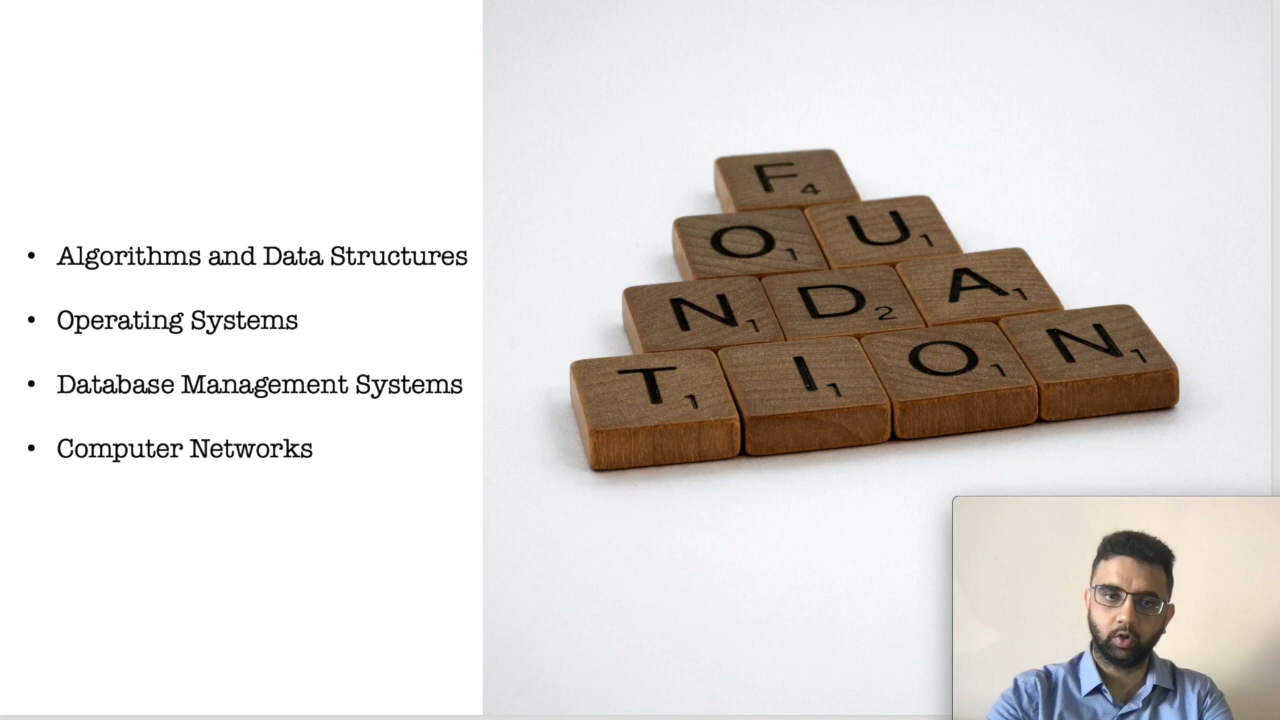 • Algorithms and Data Structures
• Operating Systems
• Database Management Systems
• Computer Networks
F4
O1 U1
N1 D2 A1
T1 I1 O1 N1